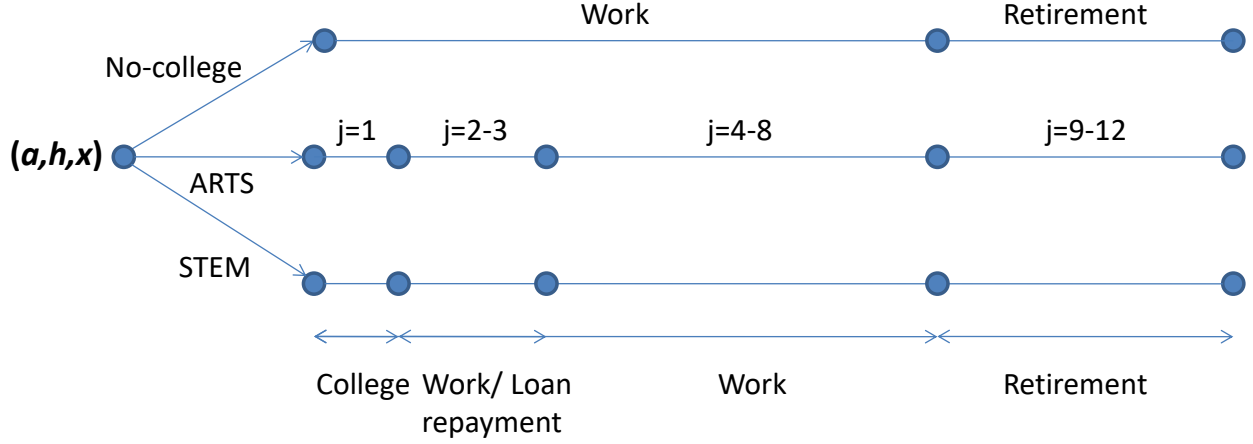 Work
Retirement
No-college
j=1
j=2-3
j=4-8
j=9-12
(a,h,x)
ARTS
STEM
College
Work/ Loan
repayment
Work
Retirement